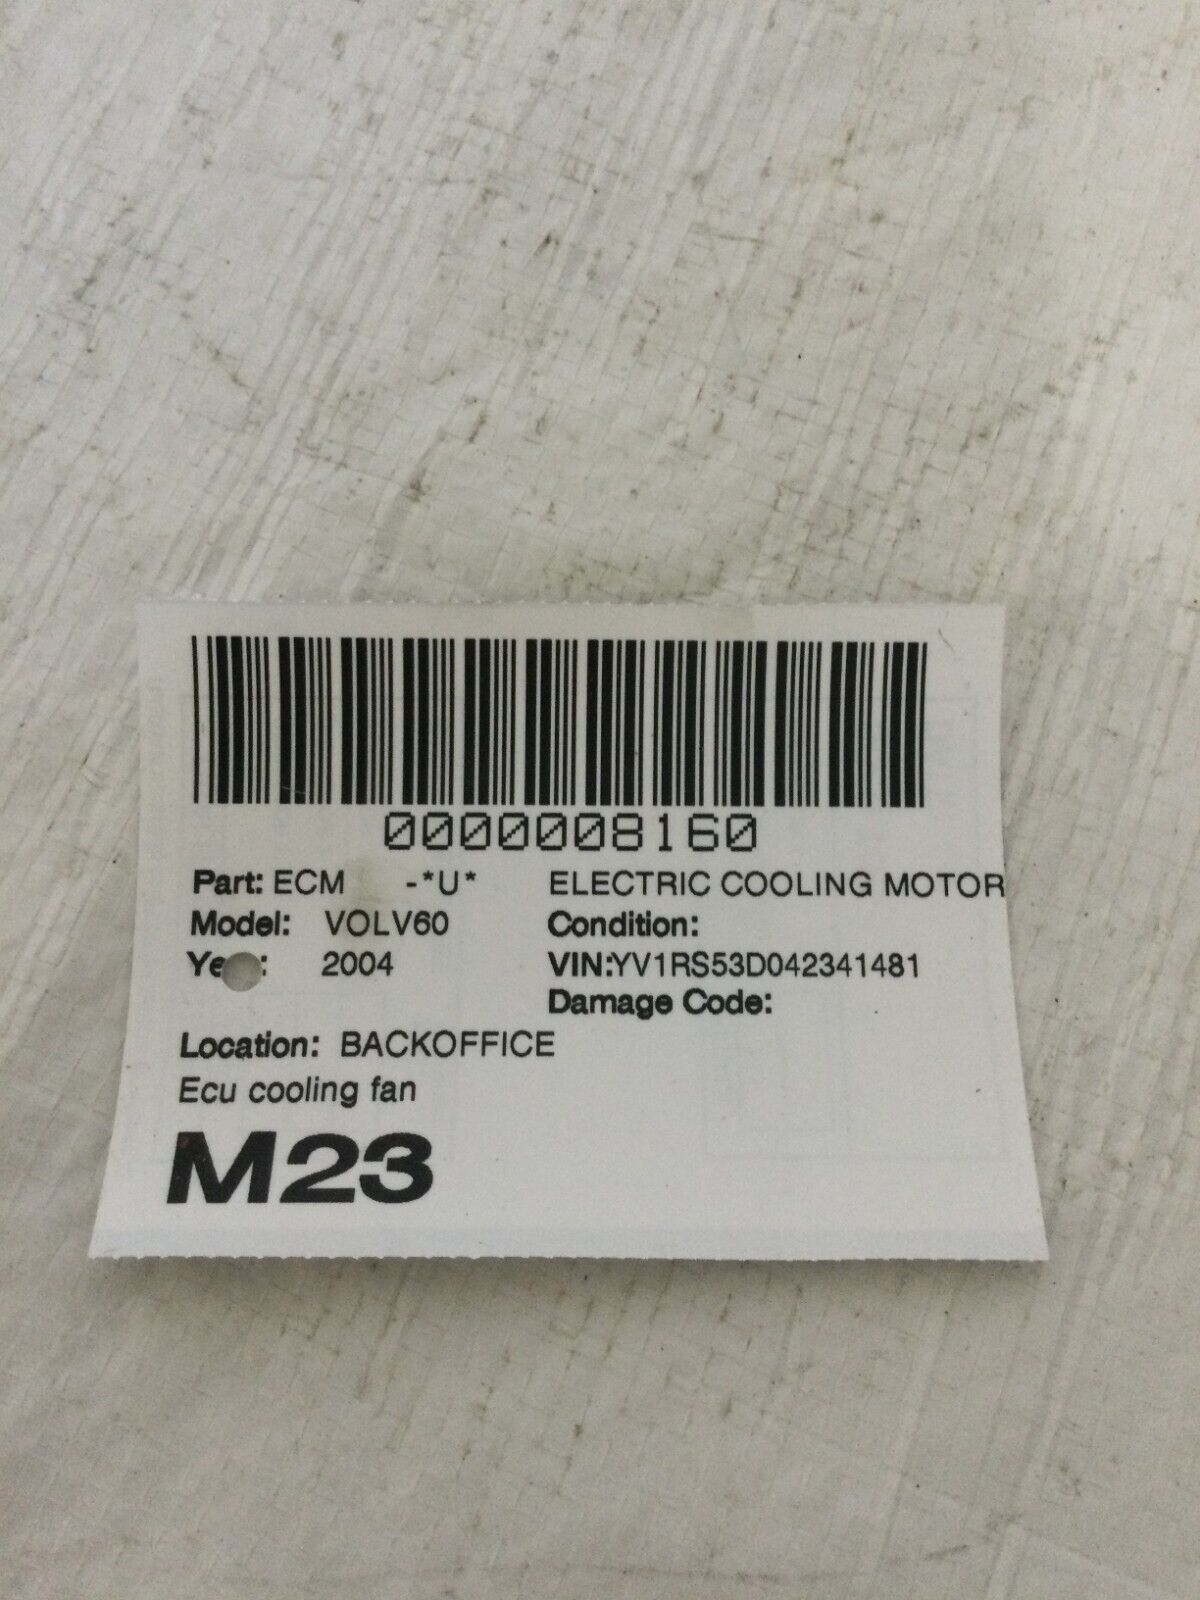 0000008160
Part: ECM -*U* ELECTRIC COOLING MOTOR
Model: VOLV60 Condition:
2004 VIN:YV1RS53D042341481
Damage Code:
Location: BACKOFFICE
Ecu cooling fan
M23